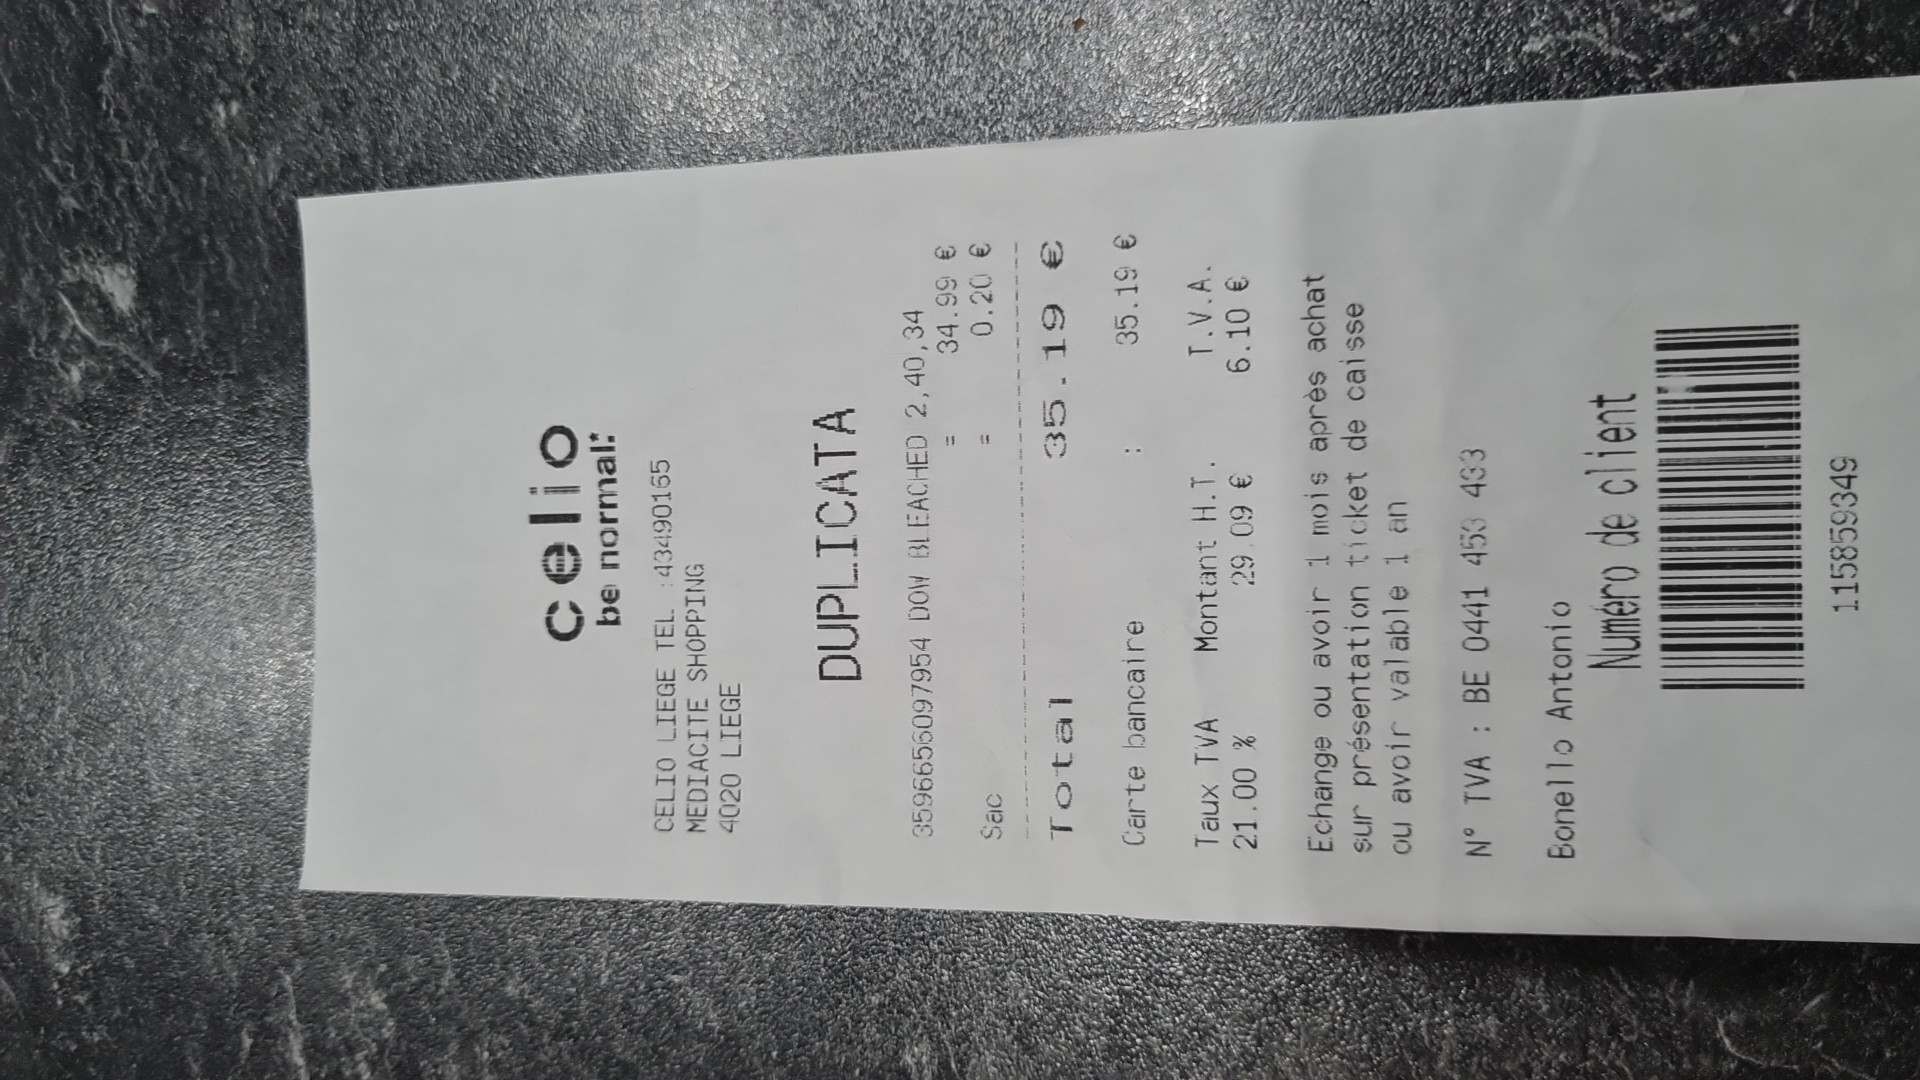 celio
be normal:
CELIO LIEGE TEL :434490165
MEDIACITE SHOPPING
4020 LIEGE
DUPLICATA
3596655097954 DOW BLEACHED 2,40,34
= 34.99 €
Sac = 0.20 €
Total 35.19 €
Carte bancaire : 35.19 €
Taux TVA Montant H.T. T.V.A.
21.00 % 29.09 € 6.10 €
Echange ou avoir 1 mois après achat
sur présentation ticket de caisse
ou avoir valable 1 an
N° TVA : BE 0441 453 433
Bonello Antonio
Numéro de client
115859349